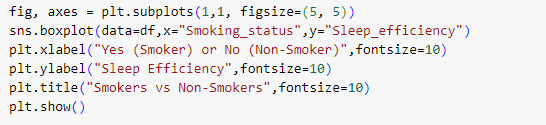 fig, axes = plt.subplots(1,1, figsize=(5, 5))
sns.boxplot(data=df,x="Smoking_status",y="Sleep_efficiency")
plt.xlabel("Yes (Smoker) or No (Non-Smoker)",fontsize=10)
plt.ylabel("Sleep Efficiency",fontsize=10)
plt.title("Smokers vs Non-Smokers",fontsize=10)
plt.show()